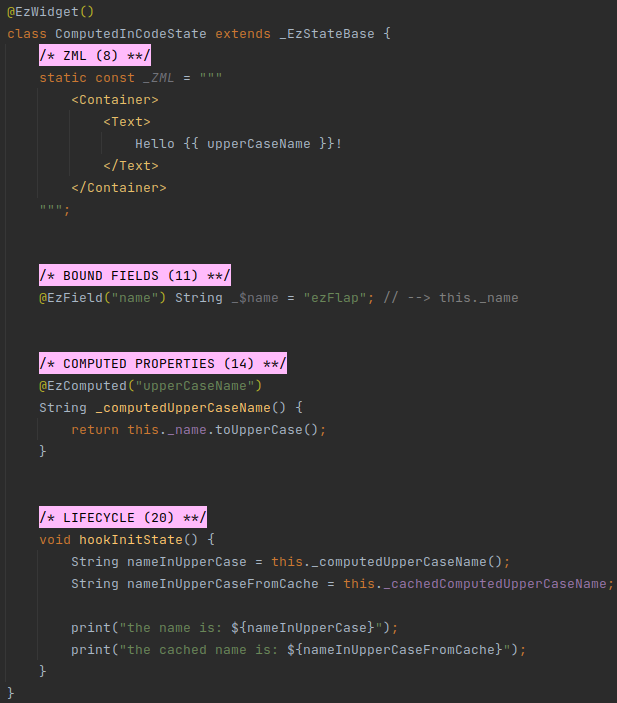 @EzWidget()
class ComputedInCodeState extends _EzStateBase {
    /* ZML (8) **/
    static const _ZML = """
        <Container>
            <Text>
                Hello {{ upperCaseName }}!
            </Text>
        </Container>
    """;
    /* BOUND FIELDS (11) **/
    @EzField("name") String _$name = "ezFlap"; // --> this._name
    /* COMPUTED PROPERTIES (14) **/
    @EzComputed("upperCaseName")
    String _computedUpperCaseName() {
        return this._name.toUpperCase();
    }
    /* LIFECYCLE (20) **/
    void hookInitState() {
        String nameInUpperCase = this._computedUpperCaseName();
        String nameInUpperCaseFromCache = this._cachedComputedUpperCaseName;
        print("the name is: ${nameInUpperCase}");
        print("the cached name is: ${nameInUpperCaseFromCache}");
    }
}